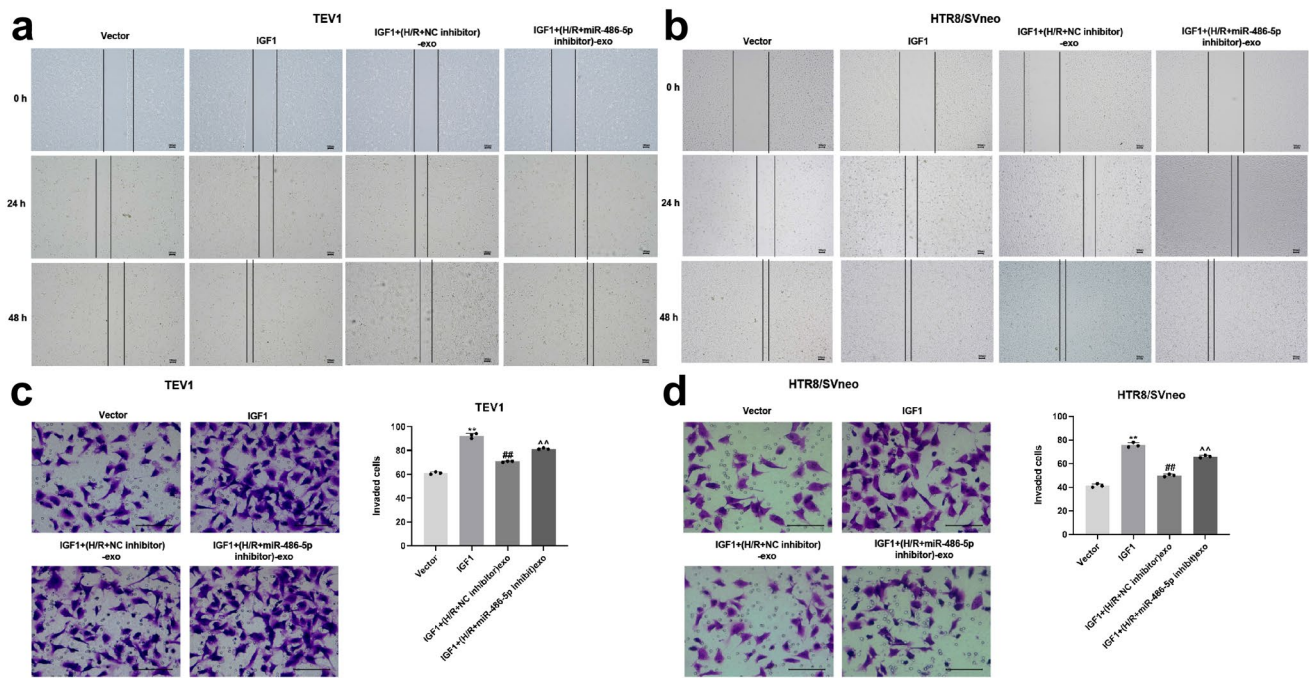 a
TEV1
Vector
IGF1
IGF1+(H/R+NC inhibitor)
-exo
IGF1+(H/R+miR-486-5p
inhibitor)-exo
0 h
24 h
48 h
b
HTR8/SVneo
Vector
IGF1
IGF1+(H/R+NC inhibitor)
-exo
IGF1+(H/R+miR-486-5p
inhibitor)-exo
0 h
24 h
48 h
c
TEV1
Vector
IGF1
IGF1+(H/R+NC inhibitor)
-exo
IGF1+(H/R+miR-486-5p
inhibitor)-exo
TEV1
Invaded cells
100
80
60
40
20
0
**
##
^^
Vector
IGF1
IGF1+(H/R+NC inhibitor)exo
IGF1+(H/R+miR-486-5p inhibit)exo
d
HTR8/SVneo
Vector
IGF1
IGF1+(H/R+NC inhibitor)
-exo
IGF1+(H/R+miR-486-5p
inhibitor)-exo
HTR8/SVneo
Invaded cells
100
80
60
40
20
0
**
##
^^
Vector
IGF1
IGF1+(H/R+NC inhibitor)exo
IGF1+(H/R+miR-486-5p inhibit)exo